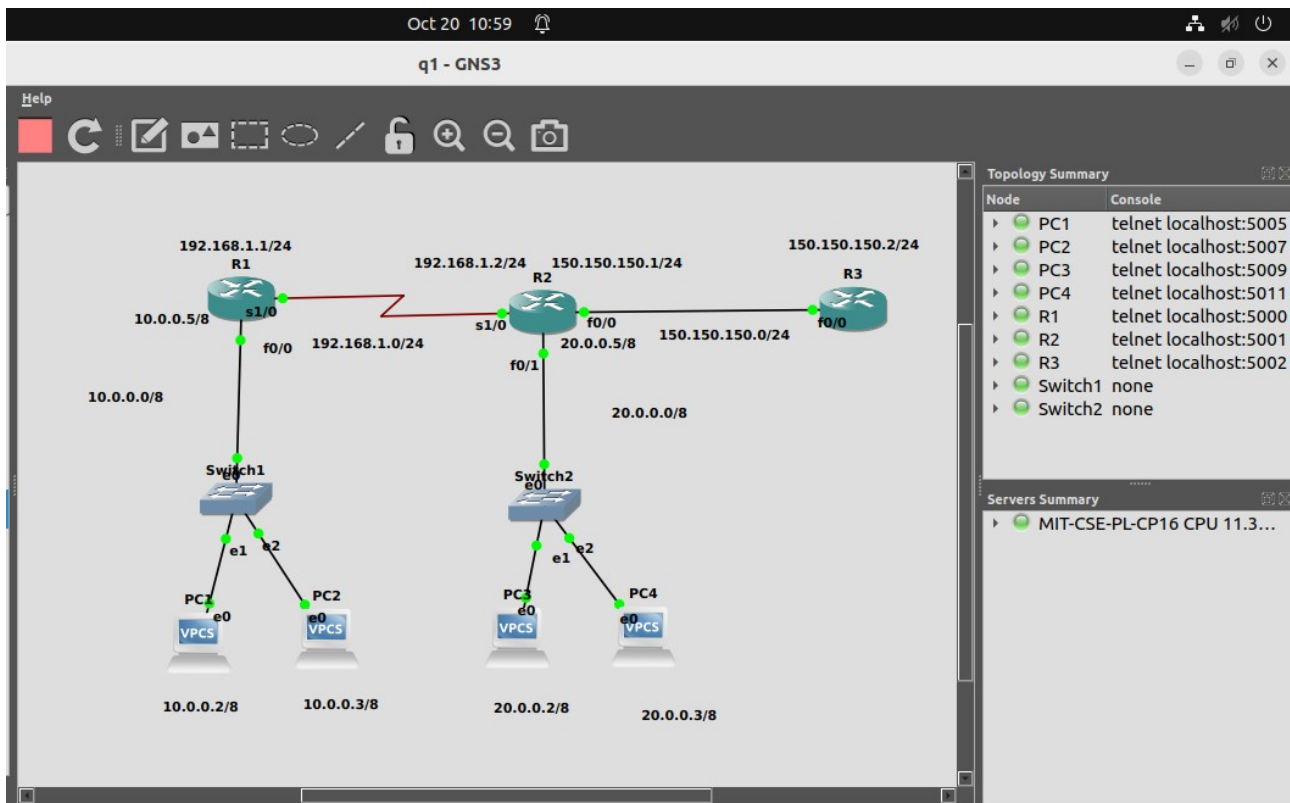 Oct 20 10:59
q1 - GNS3
Help
Topology Summary
Node Console
PC1 telnet localhost:5005
PC2 telnet localhost:5007
PC3 telnet localhost:5009
PC4 telnet localhost:5011
R1 telnet localhost:5000
R2 telnet localhost:5001
R3 telnet localhost:5002
Switch1 none
Switch2 none
Servers Summary
MIT-CSE-PL-CP16 CPU 11.3...
192.168.1.1/24
R1
10.0.0.5/8
s1/0
f0/0
192.168.1.0/24
10.0.0.0/8
192.168.1.2/24
150.150.150.1/24
R2
s1/0
f0/0
20.0.0.5/8
f0/1
150.150.150.0/24
150.150.150.2/24
R3
f0/0
20.0.0.0/8
Switch1
e0
e1
e2
Switch2
e0
e1
e2
PC1
e0
VPCS
PC2
e0
VPCS
PC3
e0
VPCS
PC4
e0
VPCS
10.0.0.2/8
10.0.0.3/8
20.0.0.2/8
20.0.0.3/8